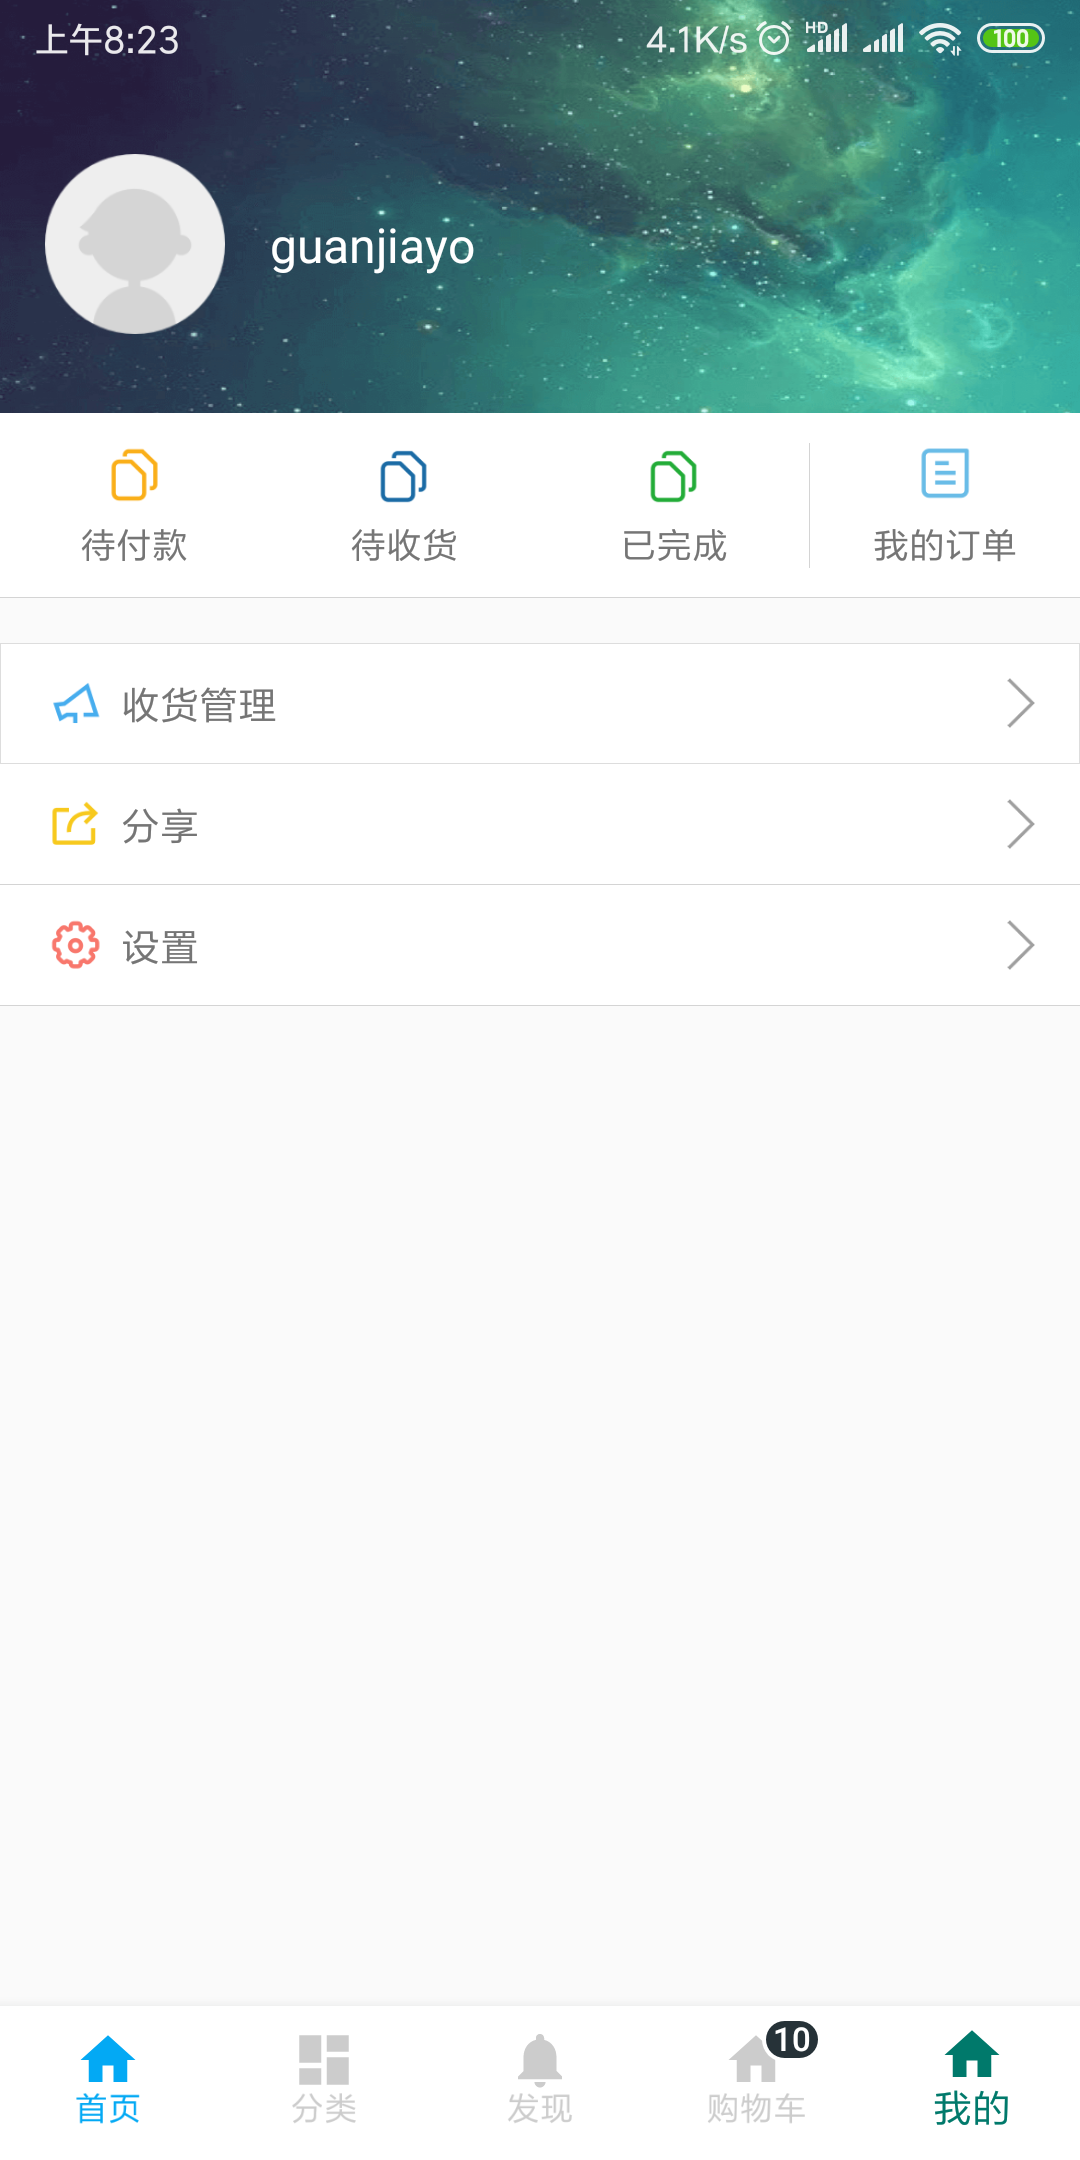 上午8:23 4.1K/s HD 100
guanjiayo
待付款 待收货 已完成 我的订单
收货管理
分享
设置
10
首页 分类 发现 购物车 我的